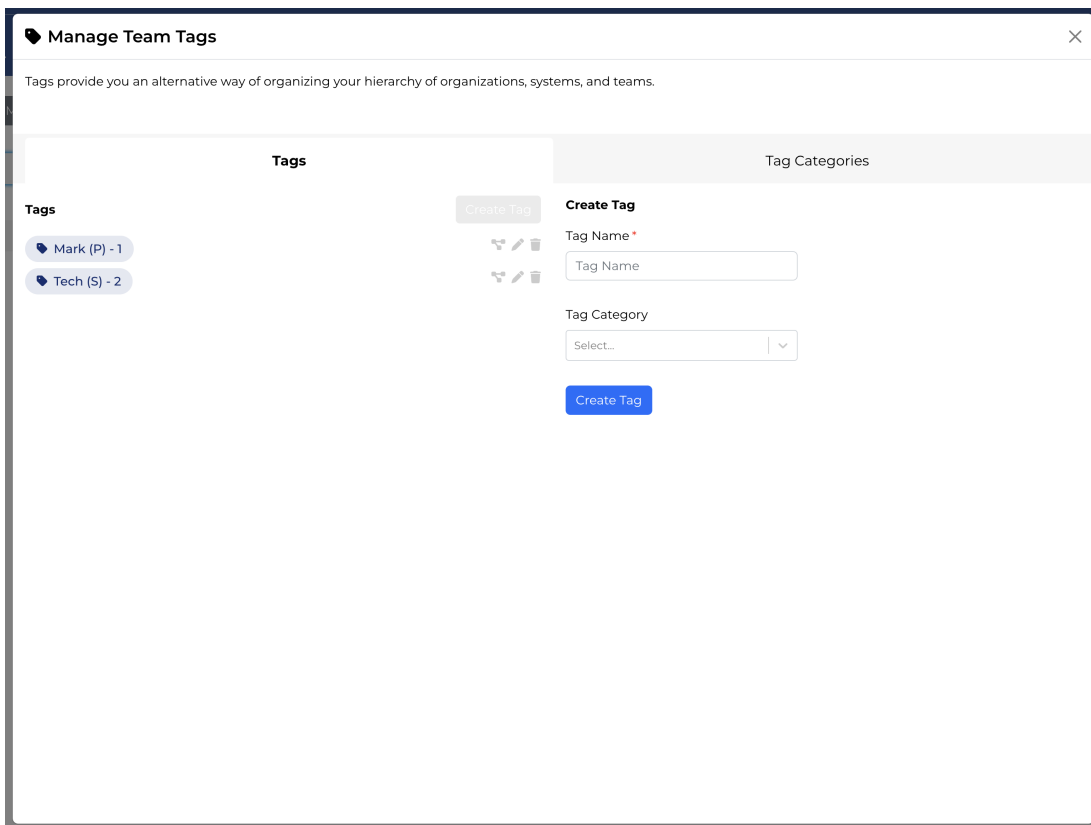 Manage Team Tags
Tags provide you an alternative way of organizing your hierarchy of organizations, systems, and teams.
Tags
Tag Categories
Tags
Create Tag
Mark (P) - 1
Tech (S) - 2
Create Tag
Tag Name *
Tag Name
Tag Category
Select...
Create Tag